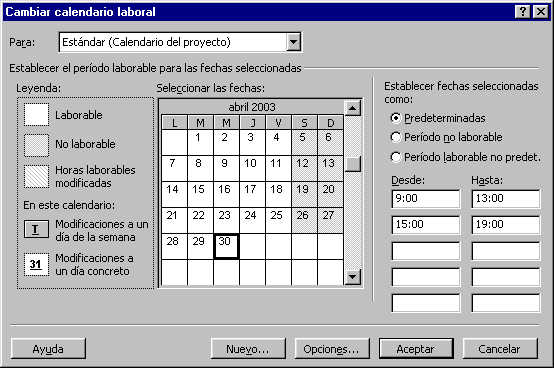 Cambiar calendario laboral
Para: Estándar (Calendario del proyecto)
Establecer el período laborable para las fechas seleccionadas
Leyenda:
Laborable
No laborable
Horas laborables
modificadas
En este calendario:
T Modificaciones a un
día de la semana
31 Modificaciones a
un día concreto
Seleccionar las fechas:
abril 2003
L M M J V S D
1 2 3 4 5 6
7 8 9 10 11 12 13
14 15 16 17 18 19 20
21 22 23 24 25 26 27
28 29 30
Establecer fechas seleccionadas
como:
Predeterminadas
Período no laborable
Período laborable no predet.
Desde: Hasta:
9:00 13:00
15:00 19:00
Ayuda Nuevo... Opciones... Aceptar Cancelar